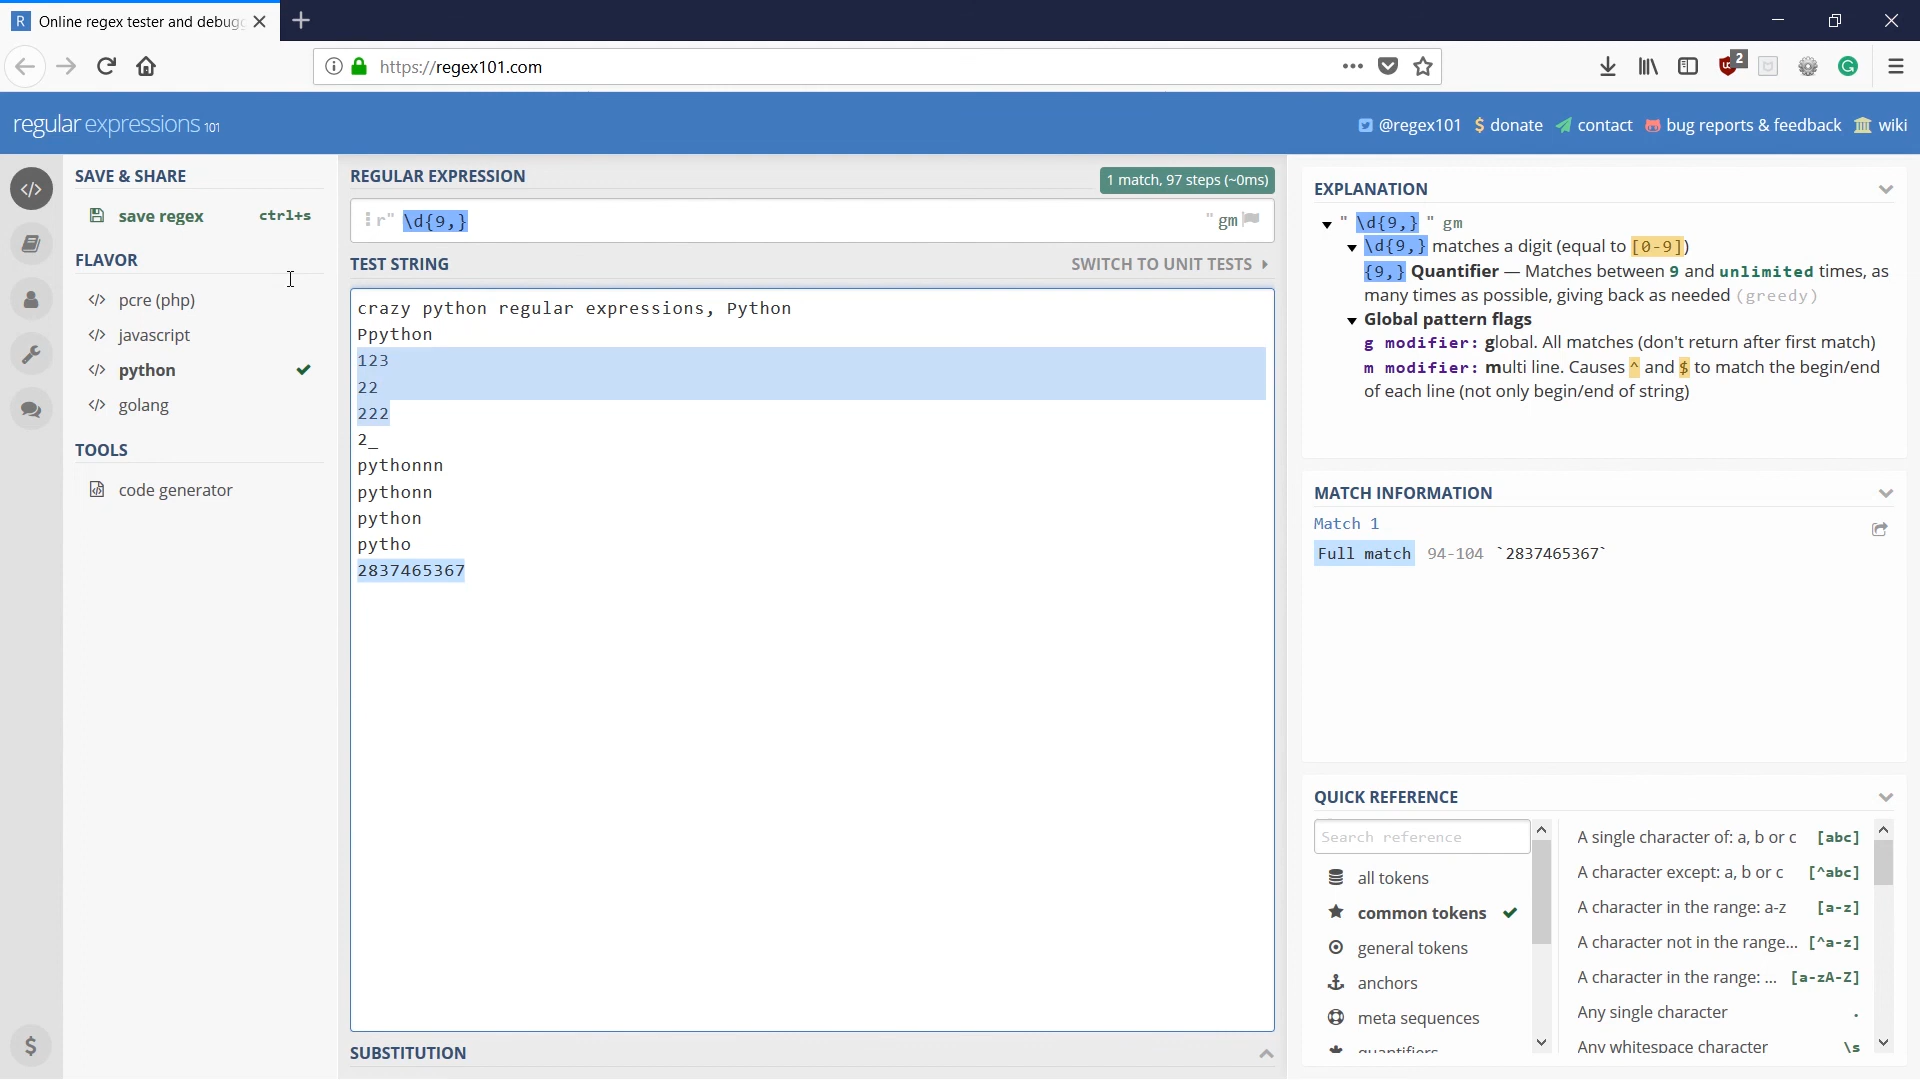 R Online regex tester and debugg
https://regex101.com
2
regular expressions 101
@regex101 $ donate contact bug reports & feedback wiki
SAVE & SHARE
save regex ctrl+s
FLAVOR
</> pcre (php)
</> javascript
</> python
</> golang
TOOLS
code generator
$
REGULAR EXPRESSION
1 match, 97 steps (~0ms)
r" \d{9,} " gm
TEST STRING
SWITCH TO UNIT TESTS
crazy python regular expressions, Python
Ppython
123
22
222
2_
pythonnn
pythonn
python
pytho
2837465367
SUBSTITUTION
EXPLANATION
" \d{9,} " gm
\d{9,} matches a digit (equal to [0-9])
{9,} Quantifier — Matches between 9 and unlimited times, as
many times as possible, giving back as needed (greedy)
Global pattern flags
g modifier: global. All matches (don't return after first match)
m modifier: multi line. Causes ^ and $ to match the begin/end
of each line (not only begin/end of string)
MATCH INFORMATION
Match 1
Full match 94-104 `2837465367`
QUICK REFERENCE
Search reference
all tokens
common tokens
general tokens
anchors
meta sequences
quantifiers
A single character of: a, b or c [abc]
A character except: a, b or c [^abc]
A character in the range: a-z [a-z]
A character not in the range... [^a-z]
A character in the range: ... [a-zA-Z]
Any single character .
Any whitespace character \s